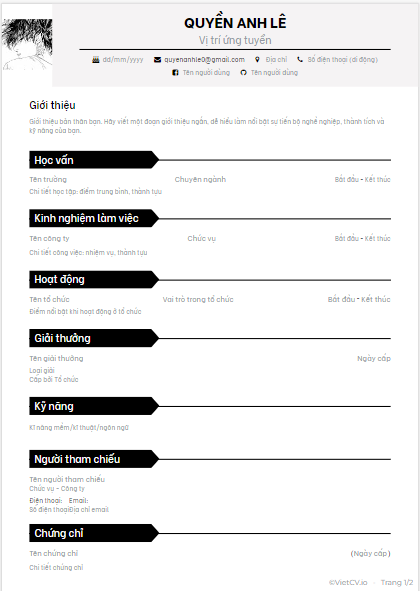 QUYỀN ANH LÊ
Vị trí ứng tuyển
dd/mm/yyyy quyenanhle0@gmail.com Địa chỉ Số điện thoại (di động)
Tên người dùng Tên người dùng
Giới thiệu
Giới thiệu bản thân bạn. Hãy viết một đoạn giới thiệu ngắn, dễ hiểu làm nổi bật sự tiến bộ nghề nghiệp, thành tích và
kỹ năng của bạn.
Học vấn
Tên trường Chuyên ngành Bắt đầu - Kết thúc
Chi tiết học tập: điểm trung bình, thành tựu
Kinh nghiệm làm việc
Tên công ty Chức vụ Bắt đầu - Kết thúc
Chi tiết công việc: nhiệm vụ, thành tựu
Hoạt động
Tên tổ chức Vai trò trong tổ chức Bắt đầu - Kết thúc
Điểm nổi bật khi hoạt động ở tổ chức
Giải thưởng
Tên giải thưởng Ngày cấp
Loại giải
Cấp bởi Tổ chức
Kỹ năng
Kĩ năng mềm/kĩ thuật/ngôn ngữ
Người tham chiếu
Tên người tham chiếu
Chức vụ - Công ty
Điện thoại: Email:
Số điện thoạiĐịa chỉ email
Chứng chỉ
Tên chứng chỉ (Ngày cấp)
Chi tiết chứng chỉ
©VietCV.io · Trang 1/2